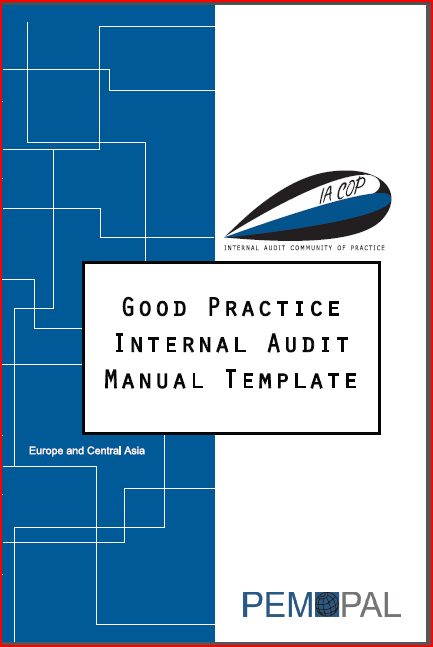 IA COP
INTERNAL AUDIT COMMUNITY OF PRACTICE
GOOD PRACTICE
INTERNAL AUDIT
MANUAL TEMPLATE
Europe and Central Asia
PEMPAL